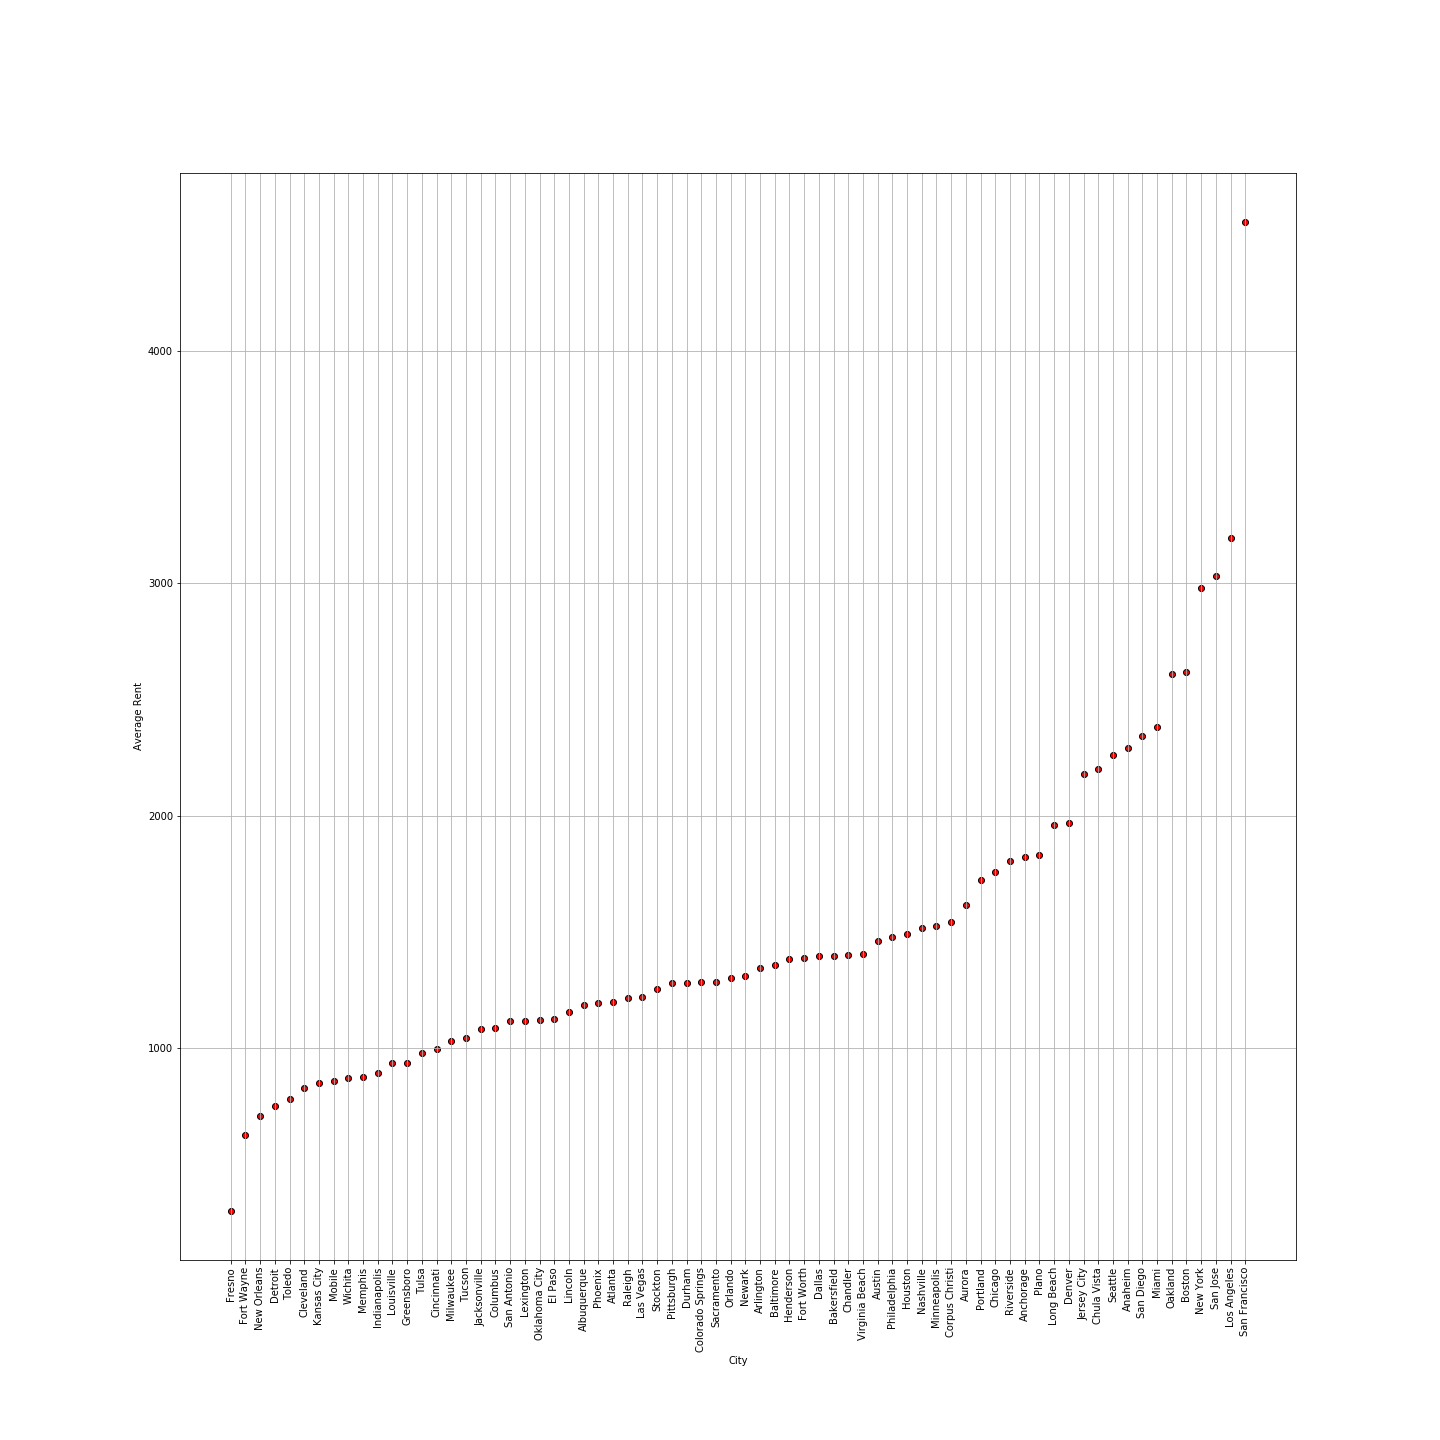 4000
3000
2000
1000
Average Rent
Fresno
Fort Wayne
New Orleans
Detroit
Toledo
Cleveland
Kansas City
Mobile
Wichita
Memphis
Indianapolis
Louisville
Greensboro
Tulsa
Cincinnati
Milwaukee
Tucson
Jacksonville
Columbus
San Antonio
Lexington
Oklahoma City
El Paso
Lincoln
Albuquerque
Phoenix
Atlanta
Raleigh
Las Vegas
Stockton
Pittsburgh
Durham
Colorado Springs
Sacramento
Orlando
Newark
Arlington
Baltimore
Henderson
Fort Worth
Dallas
Bakersfield
Chandler
Virginia Beach
Austin
Philadelphia
Houston
Nashville
Minneapolis
Corpus Christi
Aurora
Portland
Chicago
Riverside
Anchorage
Plano
Long Beach
Denver
Jersey City
Chula Vista
Seattle
Anaheim
San Diego
Miami
Oakland
Boston
New York
San Jose
Los Angeles
San Francisco
City